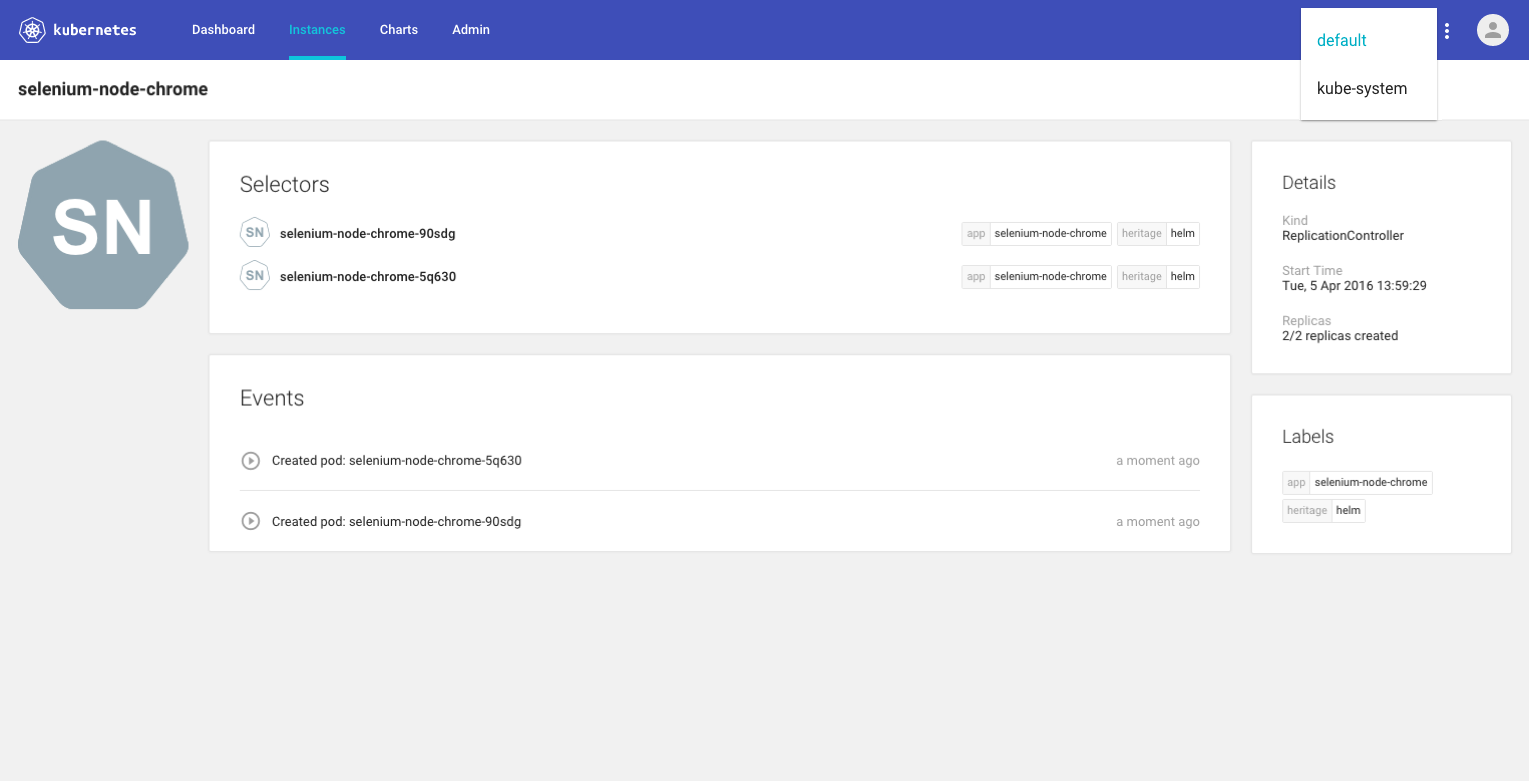 kubernetes
Dashboard
Instances
Charts
Admin
default
kube-system
selenium-node-chrome
SN
Selectors
SN selenium-node-chrome-90sdg app selenium-node-chrome heritage helm
SN selenium-node-chrome-5q630 app selenium-node-chrome heritage helm
Events
Created pod: selenium-node-chrome-5q630 a moment ago
Created pod: selenium-node-chrome-90sdg a moment ago
Details
Kind
ReplicationController
Start Time
Tue, 5 Apr 2016 13:59:29
Replicas
2/2 replicas created
Labels
app selenium-node-chrome
heritage helm